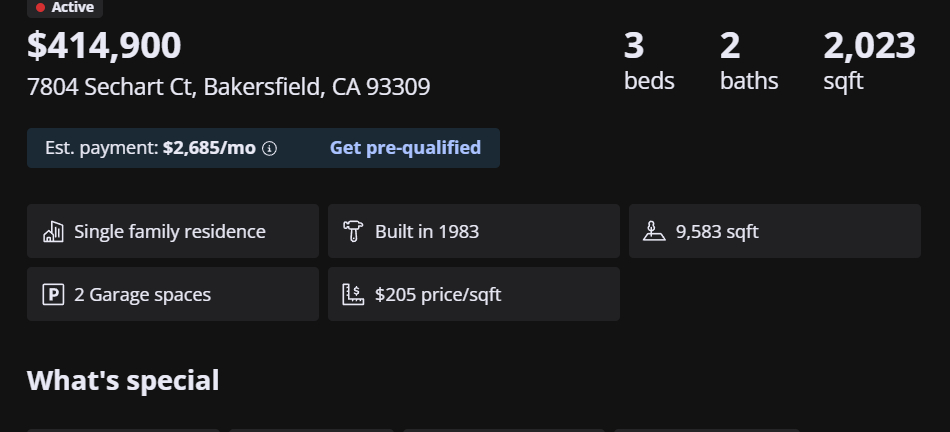 Active
$414,900
7804 Sechart Ct, Bakersfield, CA 93309
3
beds
2
baths
2,023
sqft
Est. payment: $2,685/mo
Get pre-qualified
Single family residence
Built in 1983
9,583 sqft
P 2 Garage spaces
$ $205 price/sqft
What's special